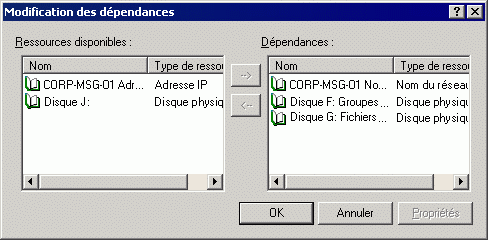 Modification des dépendances
Ressources disponibles :
Dépendances :
Nom Type de ressou
Nom Type de ressou
CORP-MSG-01 Adr... Adresse IP
CORP-MSG-01 No... Nom du réseau
Disque J: Disque physiq
Disque F: Groupes... Disque physiqu
Disque G: Fichiers... Disque physiqu
OK
Annuler
Propriétés